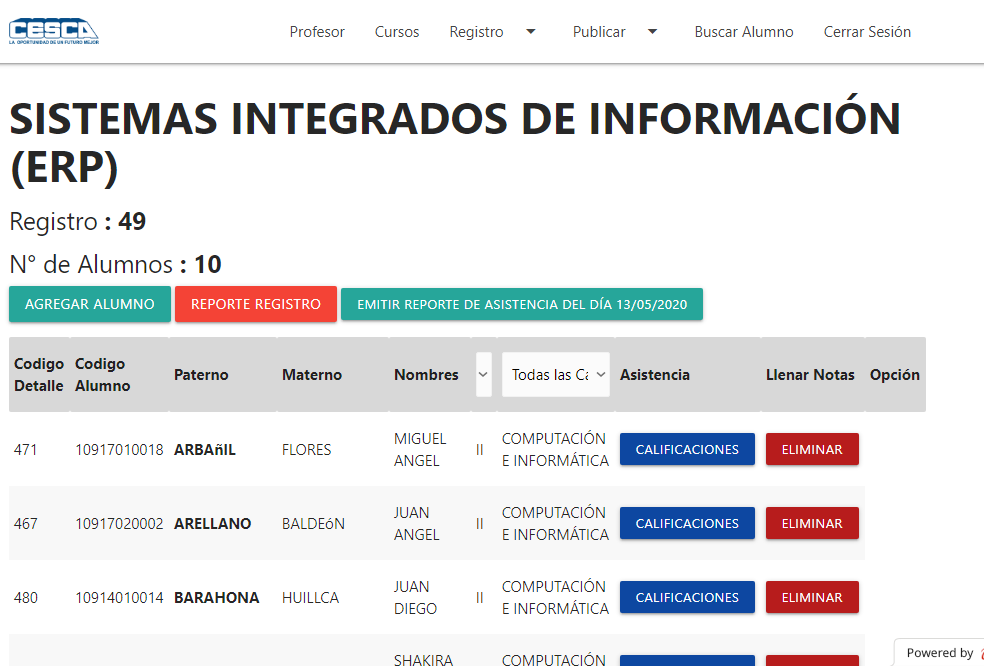 CESCA
LA OPORTUNIDAD DE UN FUTURO MEJOR
Profesor Cursos Registro Publicar Buscar Alumno Cerrar Sesión
SISTEMAS INTEGRADOS DE INFORMACIÓN
(ERP)
Registro : 49
N° de Alumnos : 10
AGREGAR ALUMNO REPORTE REGISTRO EMITIR REPORTE DE ASISTENCIA DEL DÍA 13/05/2020
Codigo Detalle Codigo Alumno Paterno Materno Nombres Todas las Ca Asistencia Llenar Notas Opción
471 10917010018 ARBAñIL FLORES MIGUEL ANGEL II COMPUTACIÓN E INFORMÁTICA CALIFICACIONES ELIMINAR
467 10917020002 ARELLANO BALDEóN JUAN ANGEL II COMPUTACIÓN E INFORMÁTICA CALIFICACIONES ELIMINAR
480 10914010014 BARAHONA HUILLCA JUAN DIEGO II COMPUTACIÓN E INFORMÁTICA CALIFICACIONES ELIMINAR
SHAKIRA COMPUTACIÓN
Powered by